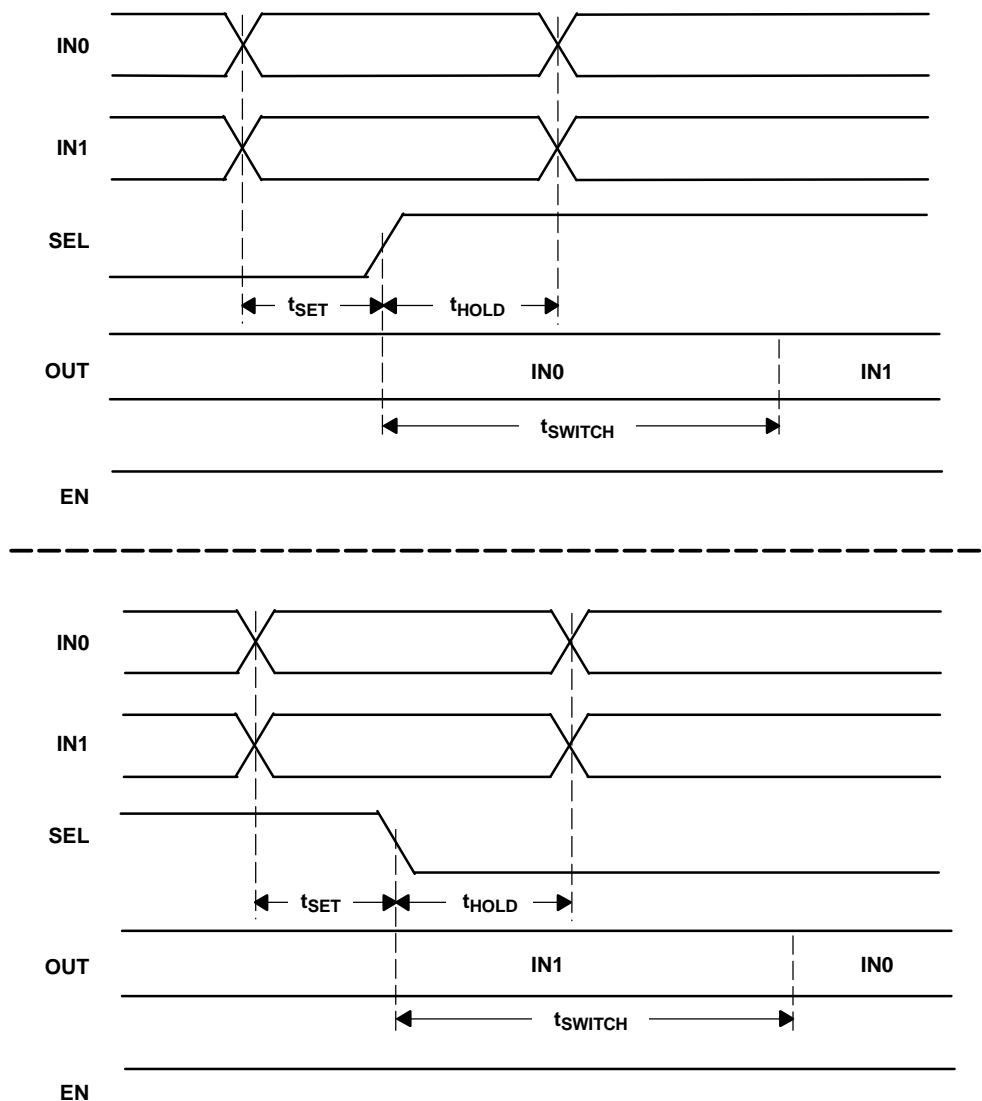 IN0
IN1
SEL
tSET
tHOLD
OUT
IN0
IN1
tSWITCH
EN
IN0
IN1
SEL
tSET
tHOLD
OUT
IN1
IN0
tSWITCH
EN